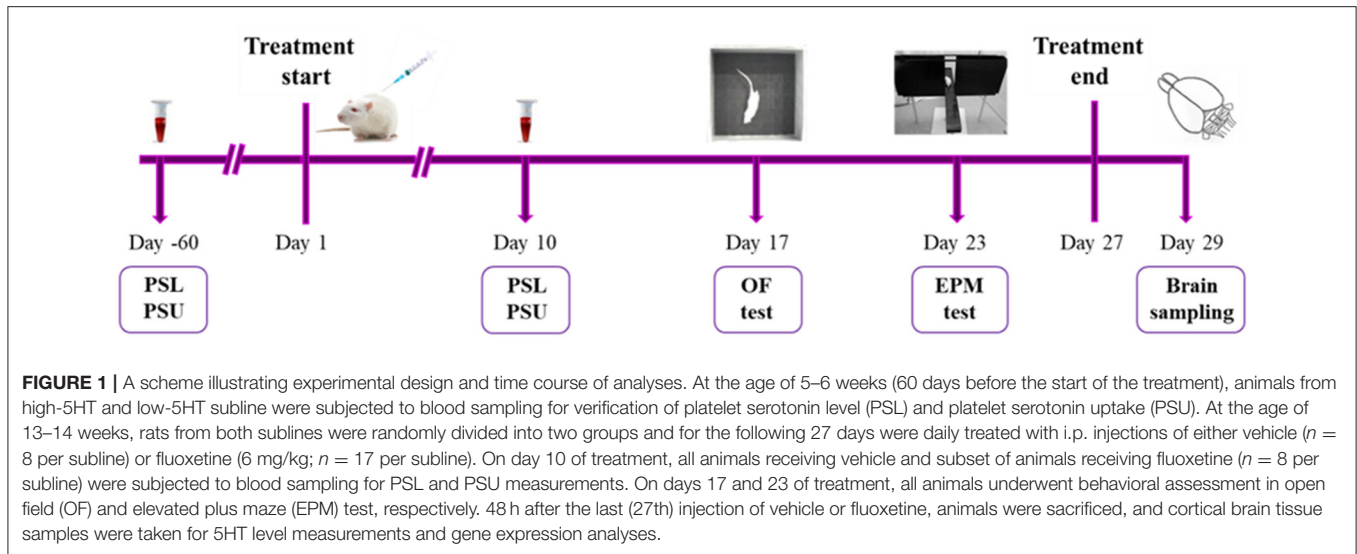 Treatment
start
Treatment
end
Day -60
Day 1
Day 10
Day 17
Day 23
Day 27
Day 29
PSL
PSU
PSL
PSU
OF
test
EPM
test
Brain
sampling
FIGURE 1 | A scheme illustrating experimental design and time course of analyses. At the age of 5–6 weeks (60 days before the start of the treatment), animals from
high-5HT and low-5HT subline were subjected to blood sampling for verification of platelet serotonin level (PSL) and platelet serotonin uptake (PSU). At the age of
13–14 weeks, rats from both sublines were randomly divided into two groups and for the following 27 days were daily treated with i.p. injections of either vehicle (n =
8 per subline) or fluoxetine (6 mg/kg; n = 17 per subline). On day 10 of treatment, all animals receiving vehicle and subset of animals receiving fluoxetine (n = 8 per
subline) were subjected to blood sampling for PSL and PSU measurements. On days 17 and 23 of treatment, all animals underwent behavioral assessment in open
field (OF) and elevated plus maze (EPM) test, respectively. 48 h after the last (27th) injection of vehicle or fluoxetine, animals were sacrificed, and cortical brain tissue
samples were taken for 5HT level measurements and gene expression analyses.